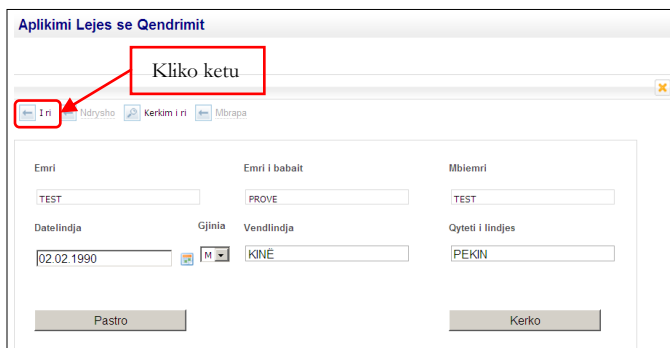 Aplikimi Lejes se Qendrimit
Kliko ketu
I ri Ndrysho Kerkim i ri Mbrapa
Emri Emri i babait Mbiemri
TEST PROVE TEST
Datelindja Gjinia Vendlindja Qyteti i lindjes
02.02.1990 M KINË PEKIN
Pastro Kerko